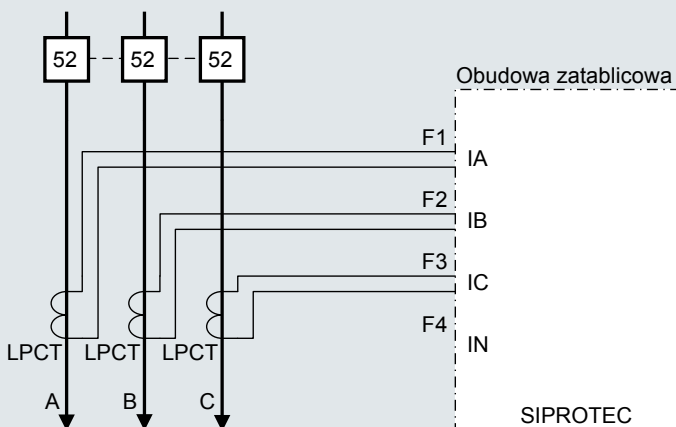 52 52 52
Obudowa zatablicowa
F1
IA
F2
IB
F3
IC
F4
IN
LPCT LPCT LPCT
A B C
SIPROTEC